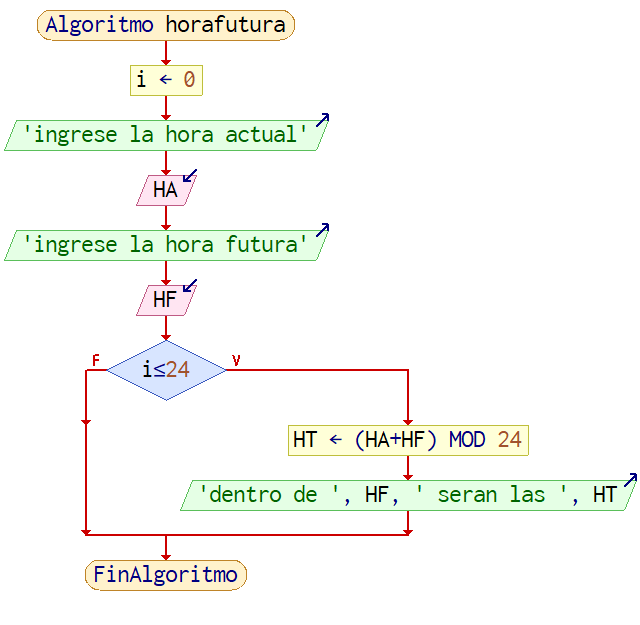 Algoritmo horafutura
i ← 0
'ingrese la hora actual'
HA
'ingrese la hora futura'
HF
F
i≤24
V
HT ← (HA+HF) MOD 24
'dentro de ', HF, ' seran las ', HT
FinAlgoritmo